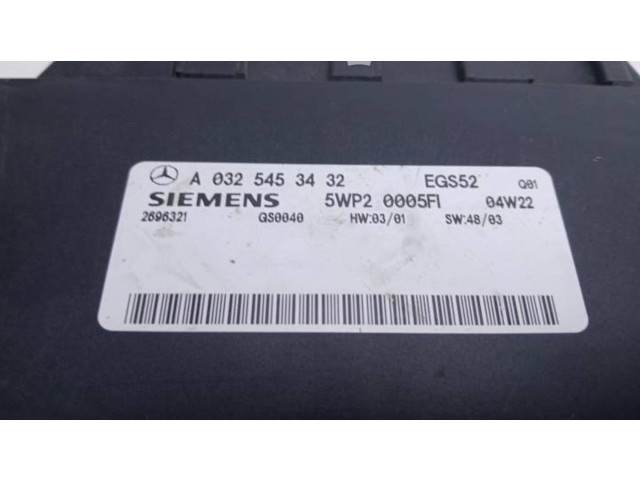 A 032 545 34 32 EGS52 Q01
SIEMENS 5WP2 0005FI 04W22
2696321 GS0040 HW:03/01 SW:48/03